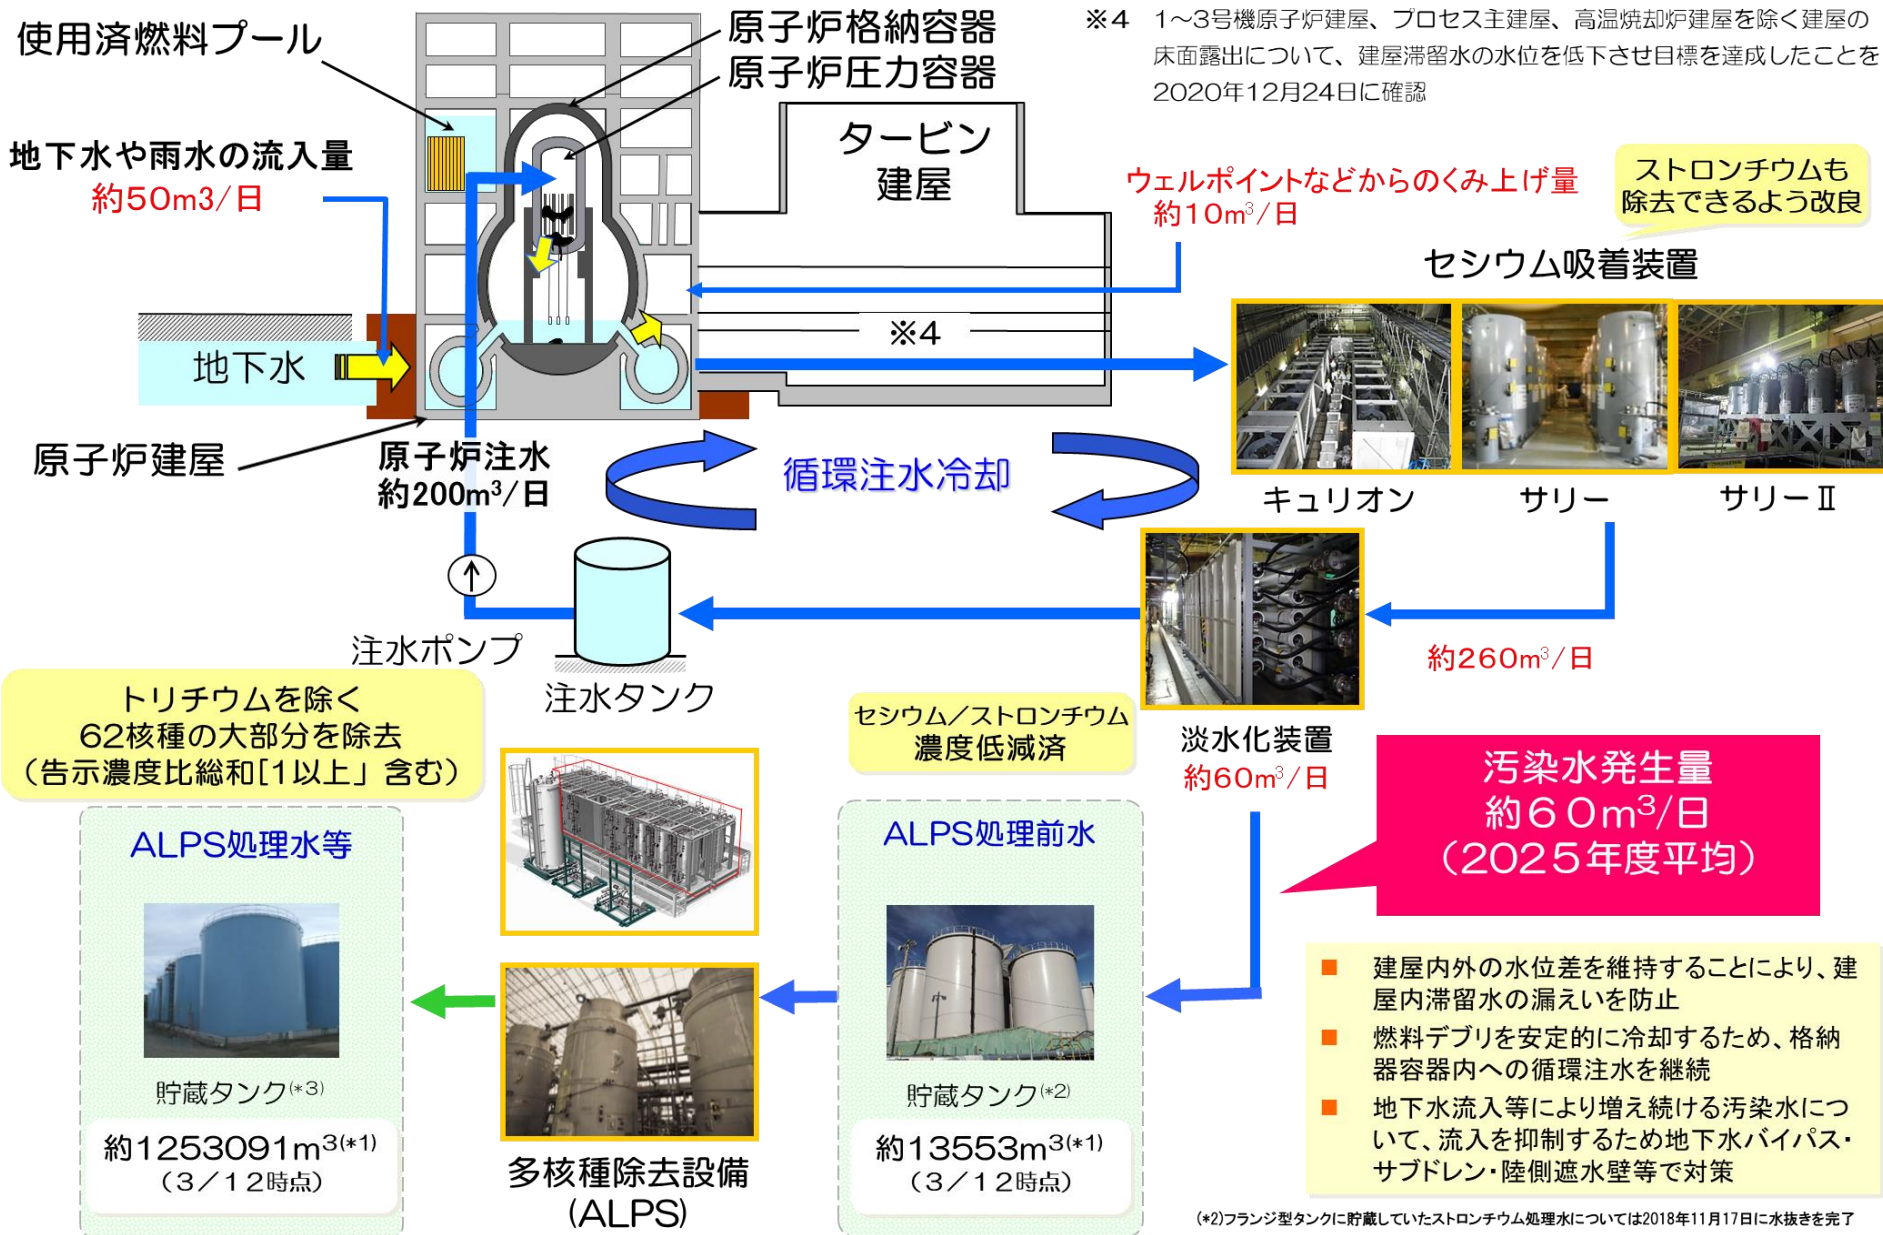 使用済燃料プール
原子炉格納容器
原子炉圧力容器
※4　1～3号機原子炉建屋、プロセス主建屋、高温焼却炉建屋を除く建屋の
床面露出について、建屋滞留水の水位を低下させ目標を達成したことを
2020年12月24日に確認
地下水や雨水の流入量
約50m3/日
タービン
建屋
ウェルポイントなどからのくみ上げ量
約10m³/日
ストロンチウムも
除去できるよう改良
セシウム吸着装置
※4
地下水
原子炉建屋
原子炉注水
約200m³/日
循環注水冷却
キュリオン
サリー
サリーⅡ
注水ポンプ
注水タンク
約260m³/日
淡水化装置
約60m³/日
トリチウムを除く
62核種の大部分を除去
（告示濃度比総和[1以上」含む）
セシウム／ストロンチウム
濃度低減済
汚染水発生量
約６０m³/日
（2025年度平均）
ALPS処理水等
貯蔵タンク(*3)
約1253091m³(*1)
（3／12時点）
多核種除去設備
(ALPS)
ALPS処理前水
貯蔵タンク(*2)
約13553m³(*1)
（3／12時点）
■ 建屋内外の水位差を維持することにより、建
屋内滞留水の漏えいを防止
■ 燃料デブリを安定的に冷却するため、格納
器容器内への循環注水を継続
■ 地下水流入等により増え続ける汚染水につ
いて、流入を抑制するため地下水バイパス・
サブドレン・陸側遮水壁等で対策
(*2)フランジ型タンクに貯蔵していたストロンチウム処理水については2018年11月17日に水抜きを完了